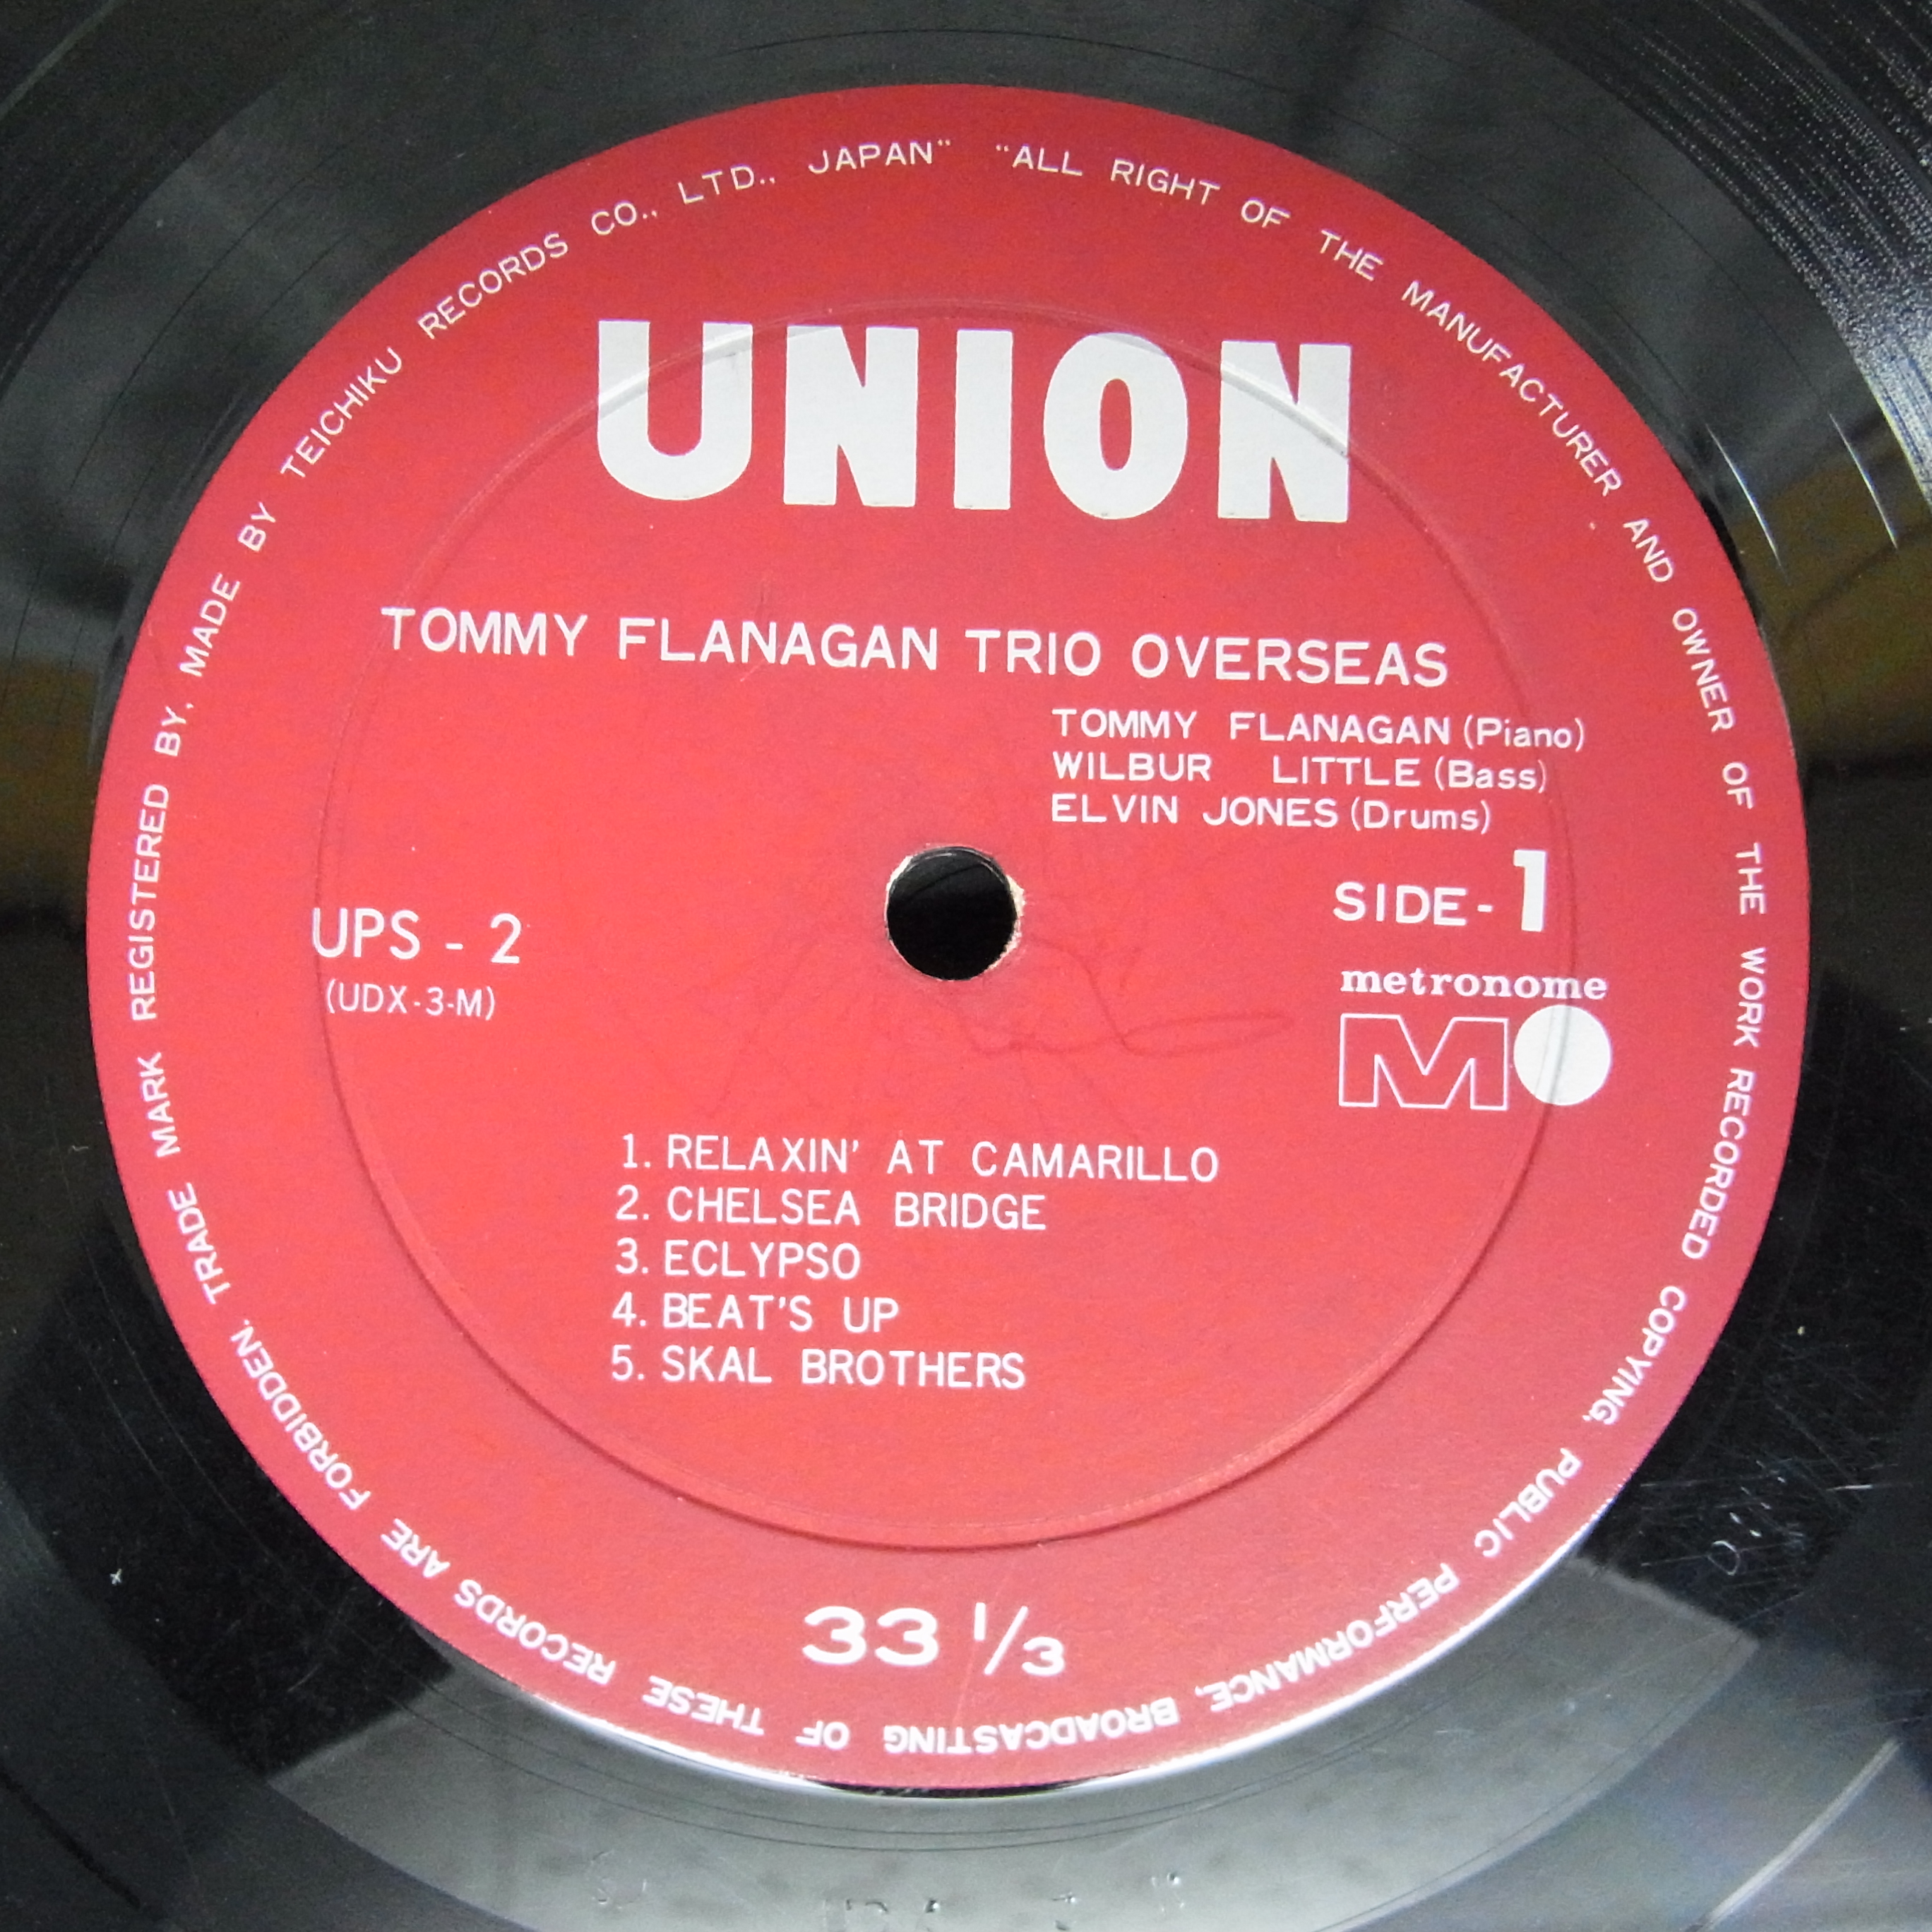 "ALL RIGHT OF THE MANUFACTURER AND OWNER OF THE WORK RECORDED COPYING, PUBLIC PERFORMANCE, BROADCASTING OF THESE RECORDS ARE FORBIDDEN, TRADE MARK REGISTERED BY, MADE BY TEICHIKU RECORDS CO., LTD., JAPAN"
UNION
TOMMY FLANAGAN TRIO OVERSEAS
TOMMY FLANAGAN (Piano)
WILBUR LITTLE (Bass)
ELVIN JONES (Drums)
SIDE - 1
UPS - 2
(UDX-3-M)
metronome
M
1. RELAXIN' AT CAMARILLO
2. CHELSEA BRIDGE
3. ECLYPSO
4. BEAT'S UP
5. SKAL BROTHERS
33 1/3